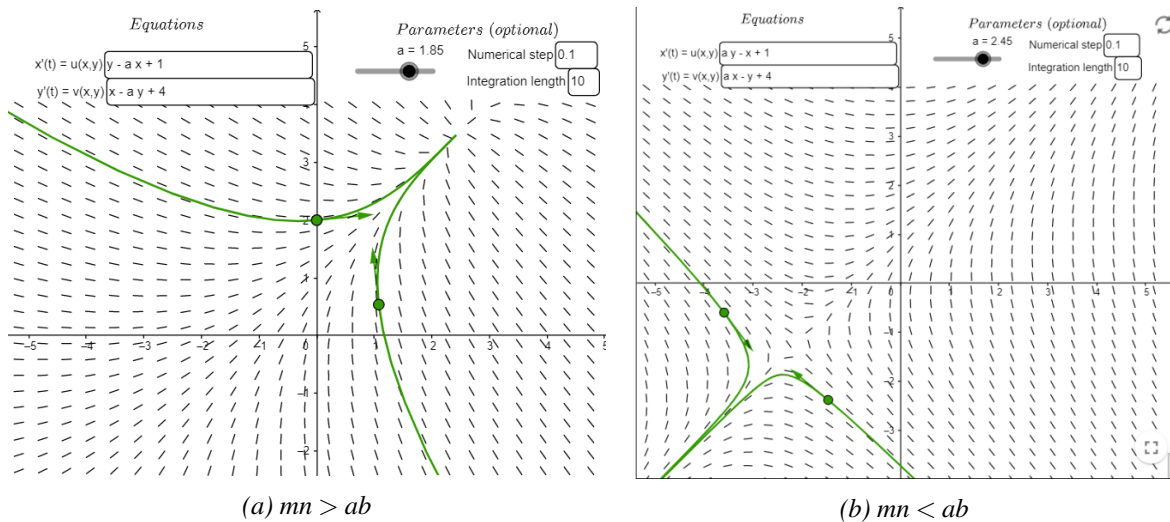 Equations
Parameters (optional)
a = 1.85
Numerical step 0.1
Integration length 10
x'(t) = u(x,y) y - a x + 1
y'(t) = v(x,y) x - a y + 4
5
4
3
2
1
-5 -4 -3 -2 -1 0 1 2 3 4 5
-1
-2
(a) mn > ab
Equations
Parameters (optional)
a = 2.45
Numerical step 0.1
Integration length 10
x'(t) = u(x,y) a y - x + 1
y'(t) = v(x,y) a x - y + 4
5
4
3
2
1
-5 -4 -3 -2 -1 0 1 2 3 4 5
-1
-2
-3
(b) mn < ab